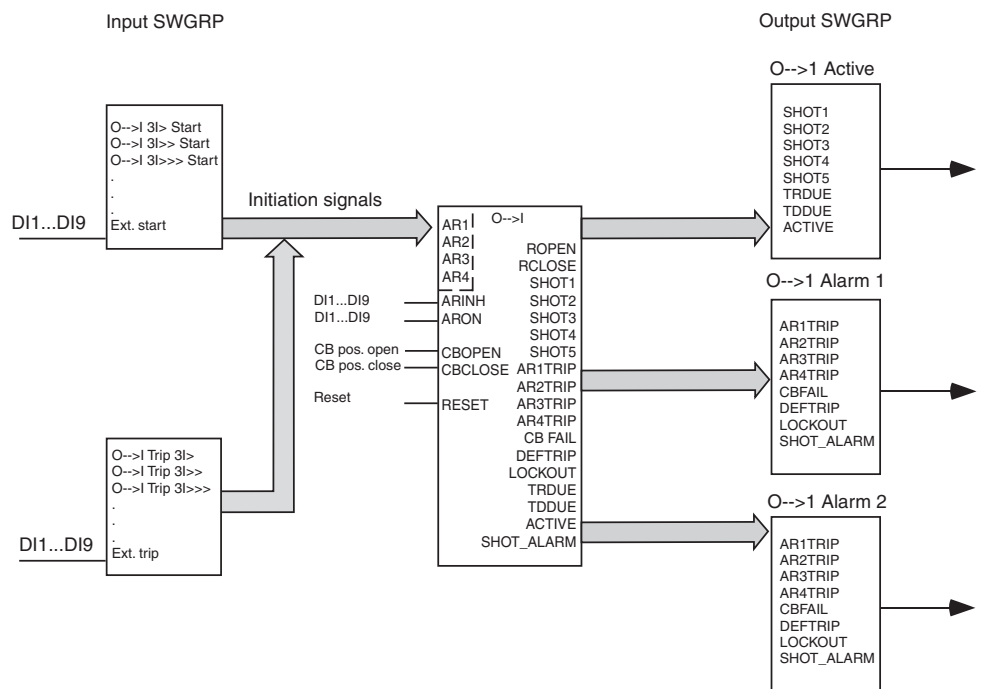 Input SWGRP
Output SWGRP
O-->I 3I> Start
O-->I 3I>> Start
O-->I 3I>>> Start
.
.
.
Ext. start
DI1...DI9
Initiation signals
O-->I Trip 3I>
O-->I Trip 3I>>
O-->I Trip 3I>>>
.
.
.
Ext. trip
DI1...DI9
O-->I
AR1
AR2
AR3
AR4
DI1...DI9
ARINH
DI1...DI9
ARON
CB pos. open
CBOPEN
CB pos. close
CBCLOSE
Reset
RESET
ROPEN
RCLOSE
SHOT1
SHOT2
SHOT3
SHOT4
SHOT5
AR1TRIP
AR2TRIP
AR3TRIP
AR4TRIP
CB FAIL
DEFTRIP
LOCKOUT
TRDUE
TDDUE
ACTIVE
SHOT_ALARM
O-->1 Active
SHOT1
SHOT2
SHOT3
SHOT4
SHOT5
TRDUE
TDDUE
ACTIVE
O-->1 Alarm 1
AR1TRIP
AR2TRIP
AR3TRIP
AR4TRIP
CBFAIL
DEFTRIP
LOCKOUT
SHOT_ALARM
O-->1 Alarm 2
AR1TRIP
AR2TRIP
AR3TRIP
AR4TRIP
CBFAIL
DEFTRIP
LOCKOUT
SHOT_ALARM